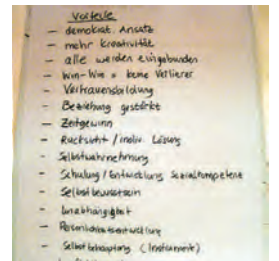 Vorteile
- demokrat. Ansatz
- mehr Kreativität
- alle werden eingebunden
- Win-Win = keine Verlierer
- Vertrauensbildung
- Beziehung gestärkt
- Zeitgewinn
- Rücksicht / indiv. Lösung
- Selbstwahrnehmung
- Schulung / Entwicklung Sozialkompetenz
- Selbstbewusstsein
- Unabhängigkeit
- Persönlichkeitsentwicklung
- Selbstbehauptung (Instrument)